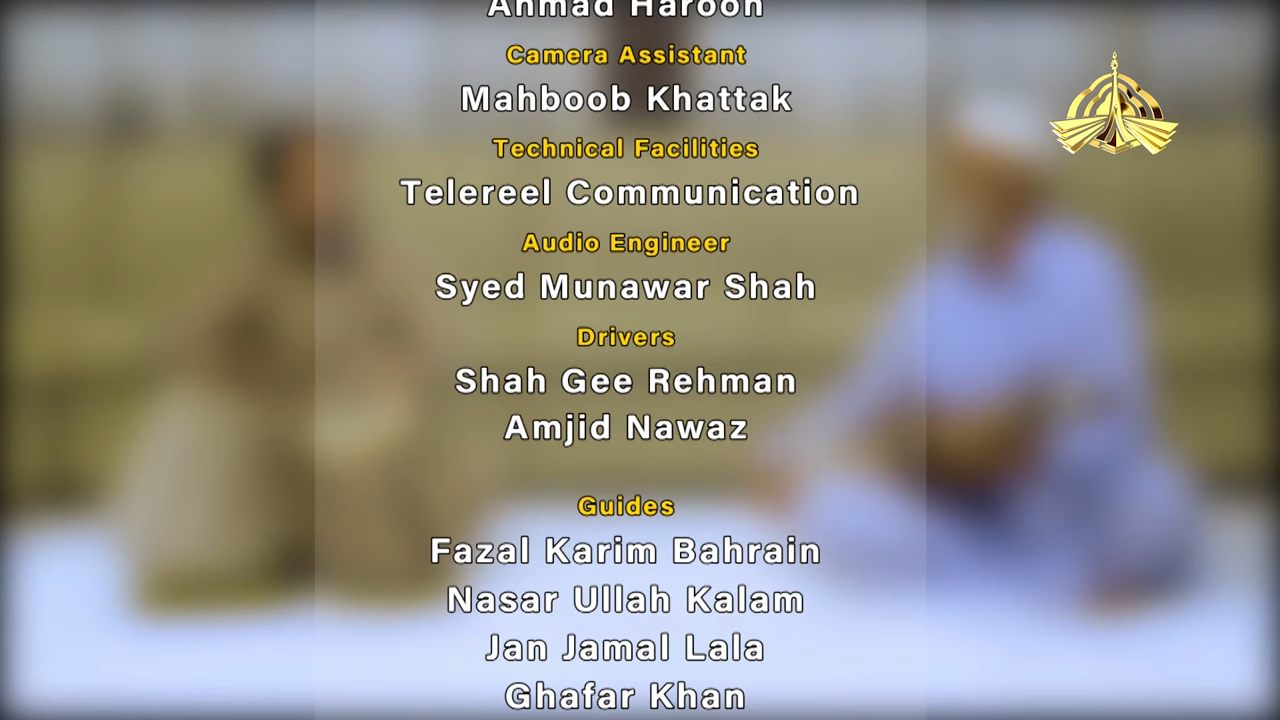 Ahmad Haroon
Camera Assistant
Mahboob Khattak
Technical Facilities
Telereel Communication
Audio Engineer
Syed Munawar Shah
Drivers
Shah Gee Rehman
Amjid Nawaz
Guides
Fazal Karim Bahrain
Nasar Ullah Kalam
Jan Jamal Lala
Ghafar Khan